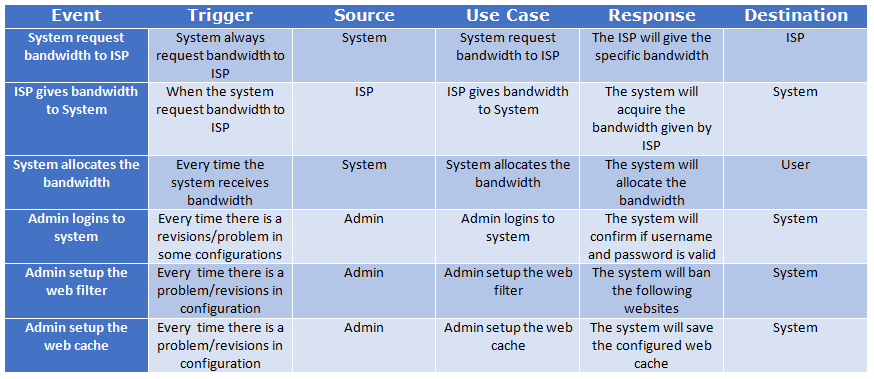 Event Trigger Source Use Case Response Destination
System request System always System System request The ISP will give the ISP
bandwidth to ISP request bandwidth to bandwidth to ISP specific bandwidth
ISP
ISP gives bandwidth When the system ISP ISP gives bandwidth The system will System
to System request bandwidth to to System acquire the
ISP bandwidth given by
ISP
System allocates the Every time the System System allocates the The system will User
bandwidth system receives bandwidth allocate the
bandwidth bandwidth
Admin logins to Every time there is a Admin Admin logins to The system will System
system revisions/problem in system confirm if username
some configurations and password is valid
Admin setup the Every time there is a Admin Admin setup the web The system will ban System
web filter problem/revisions in filter the following
configuration websites
Admin setup the Every time there is a Admin Admin setup the web The system will save System
web cache problem/revisions in cache the configured web
configuration cache